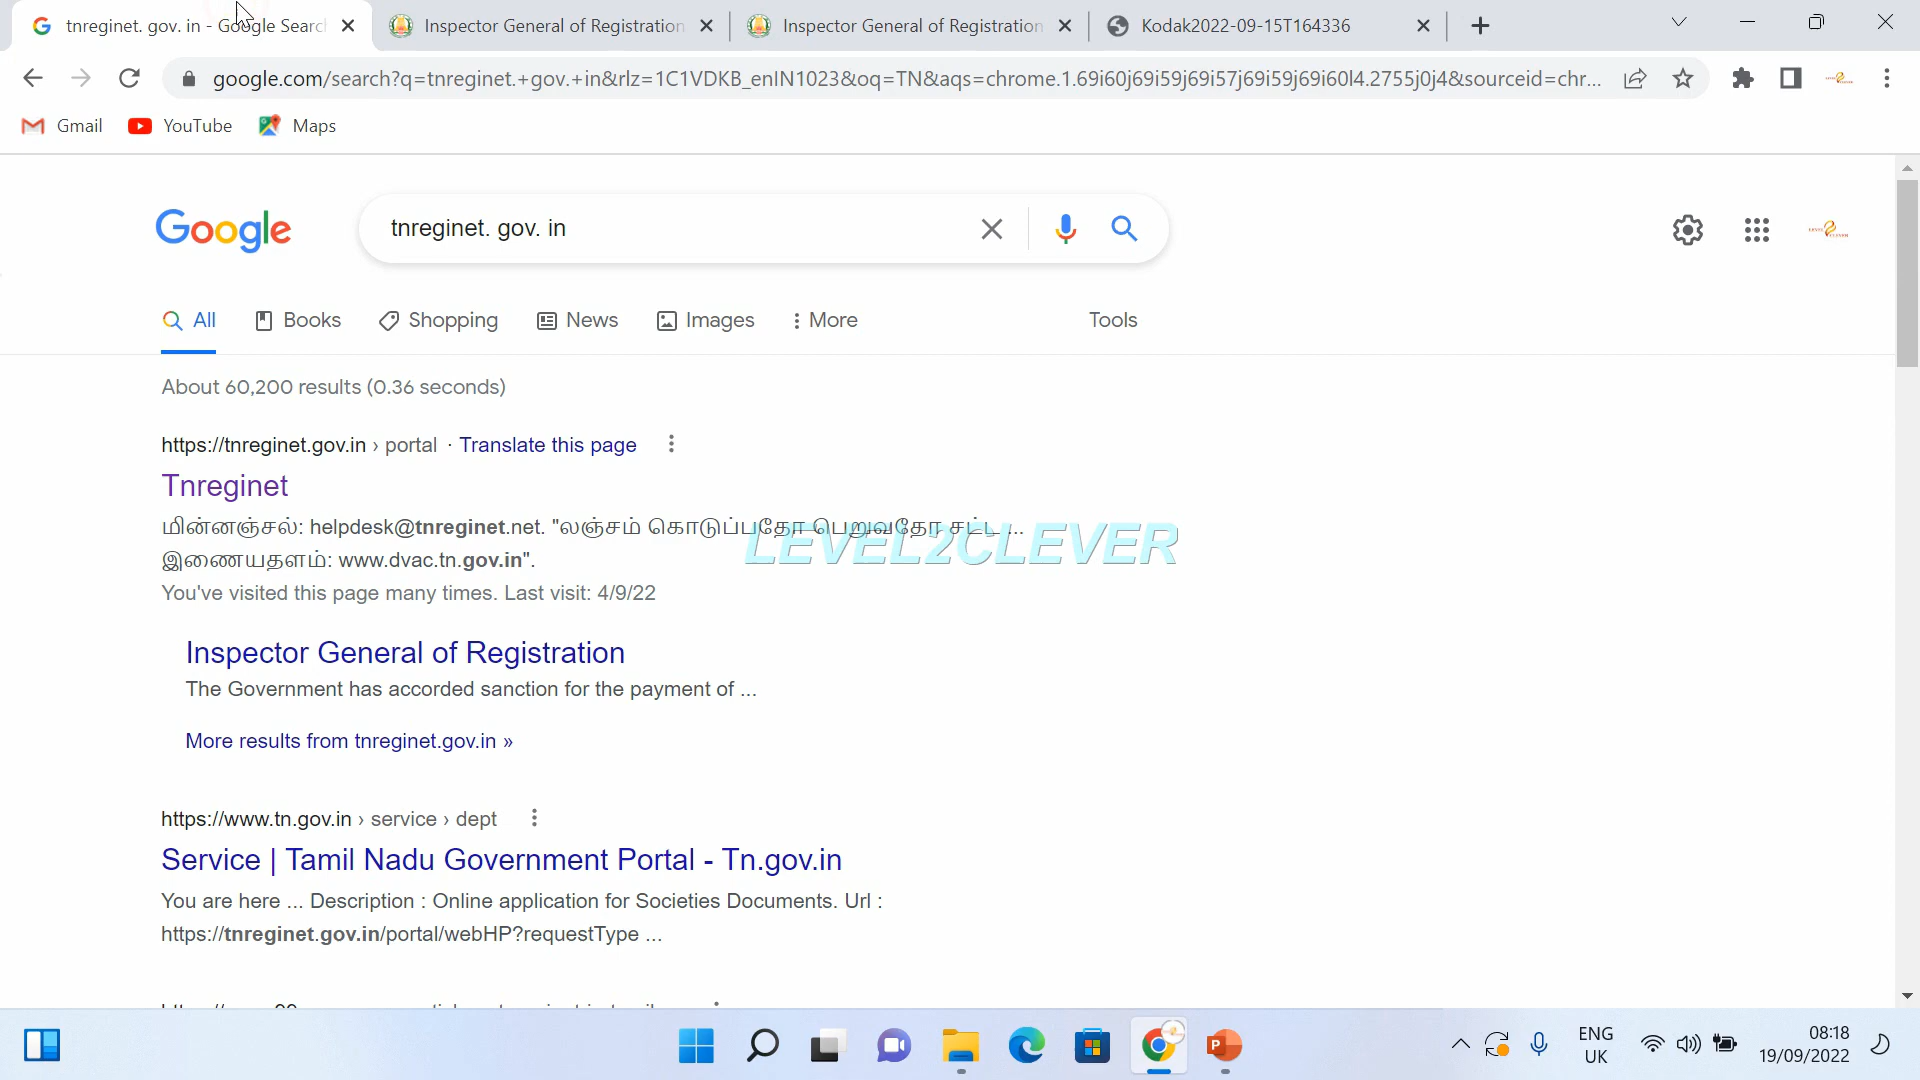 tnreginet. gov. in - Google Searc
Inspector General of Registration
Inspector General of Registration
Kodak2022-09-15T164336
google.com/search?q=tnreginet.+gov.+in&rlz=1C1VDKB_enIN1023&oq=TN&aqs=chrome.1.69i60j69i59j69i57j69i59j69i60l4.2755j0j4&sourceid=chr...
Gmail YouTube Maps
Google tnreginet. gov. in
All Books Shopping News Images More Tools
About 60,200 results (0.36 seconds)
https://tnreginet.gov.in › portal · Translate this page
Tnreginet
மின்னஞ்சல்: helpdesk@tnreginet.net. "லஞ்சம் கொடுப்பதோ பெறுவதோ சட்ட ...
LEVEL2CLEVER
இணையதளம்: www.dvac.tn.gov.in".
You've visited this page many times. Last visit: 4/9/22
Inspector General of Registration
The Government has accorded sanction for the payment of ...
More results from tnreginet.gov.in »
https://www.tn.gov.in › service › dept
Service | Tamil Nadu Government Portal - Tn.gov.in
You are here ... Description : Online application for Societies Documents. Url :
https://tnreginet.gov.in/portal/webHP?requestType ...
ENG
UK
08:18
19/09/2022